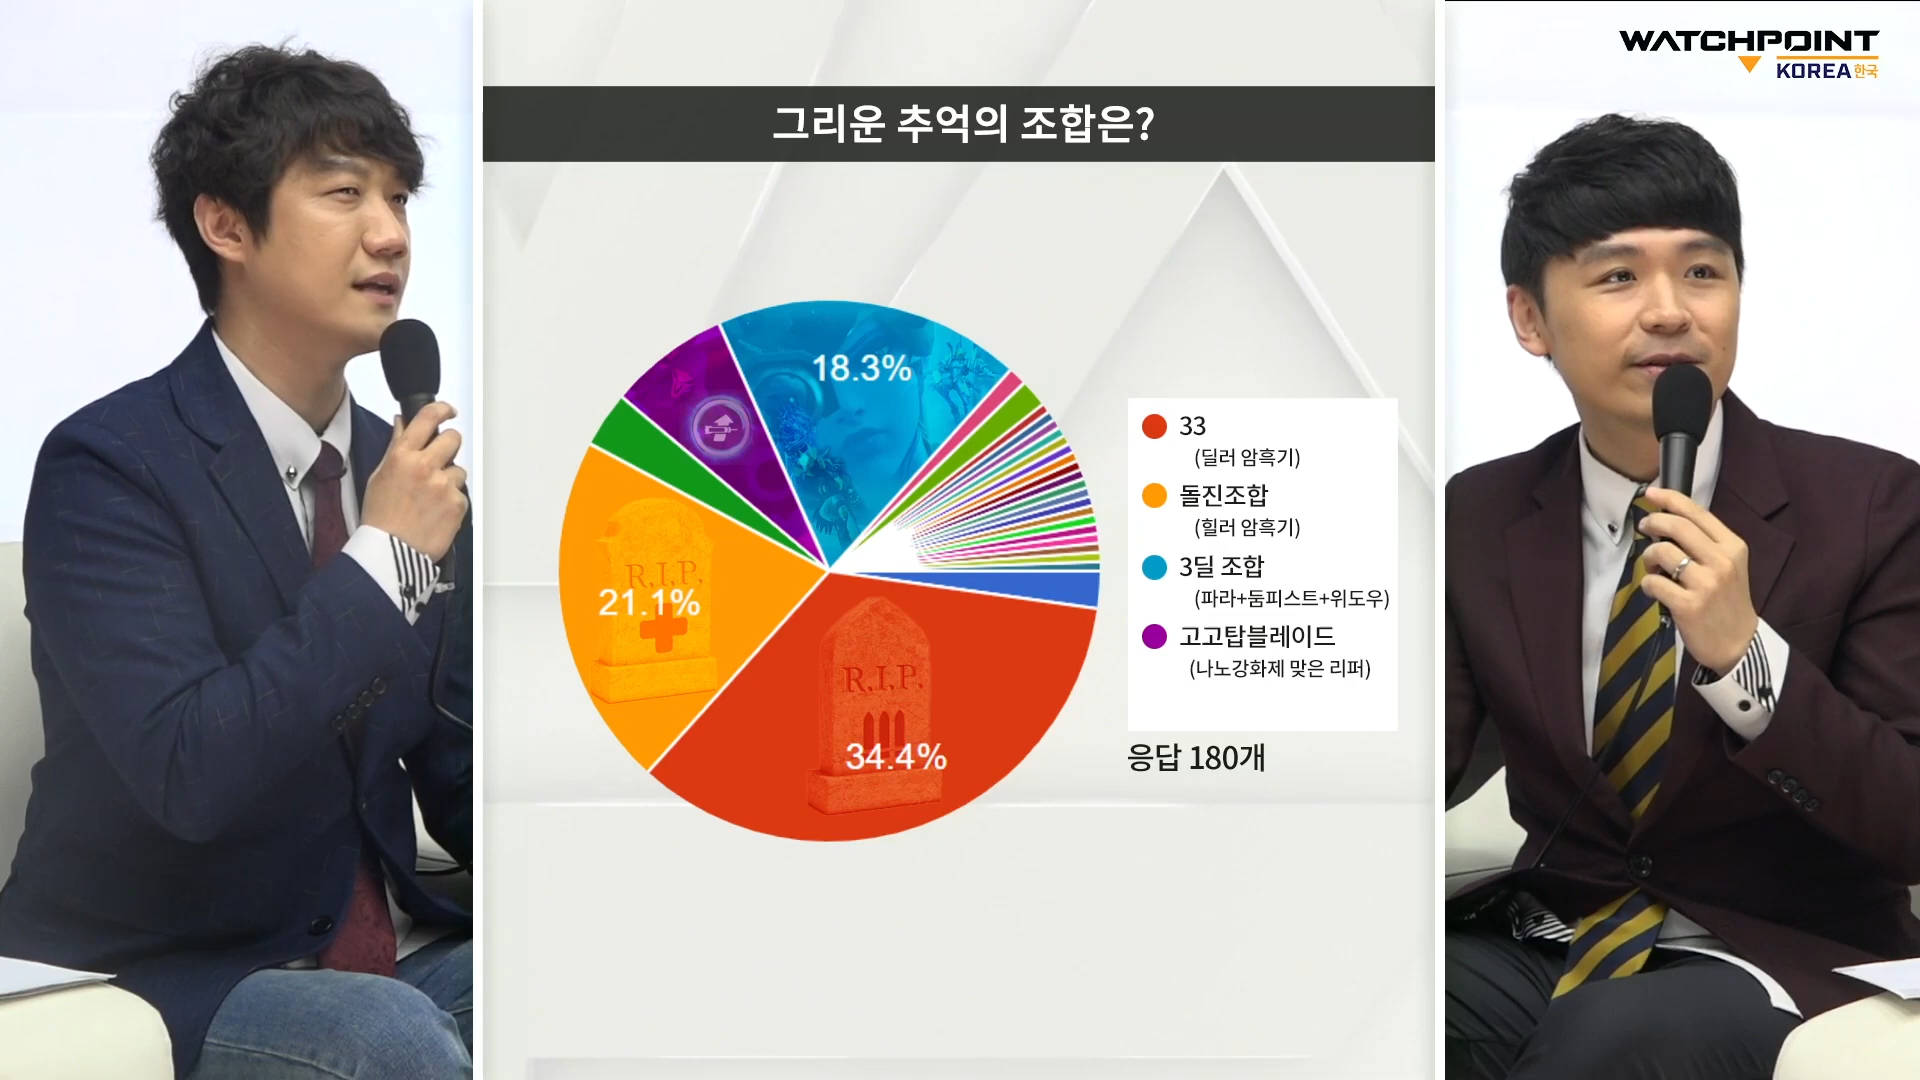 WATCHPOINT
KOREA 한국
그리운 추억의 조합은?
18.3%
R.I.P.
21.1%
R.I.P.
34.4%
33
(딜러 암흑기)
돌진조합
(힐러 암흑기)
3딜 조합
(파라+둠피스트+위도우)
고고탑블레이드
(나노강화제 맞은 리퍼)
응답 180개